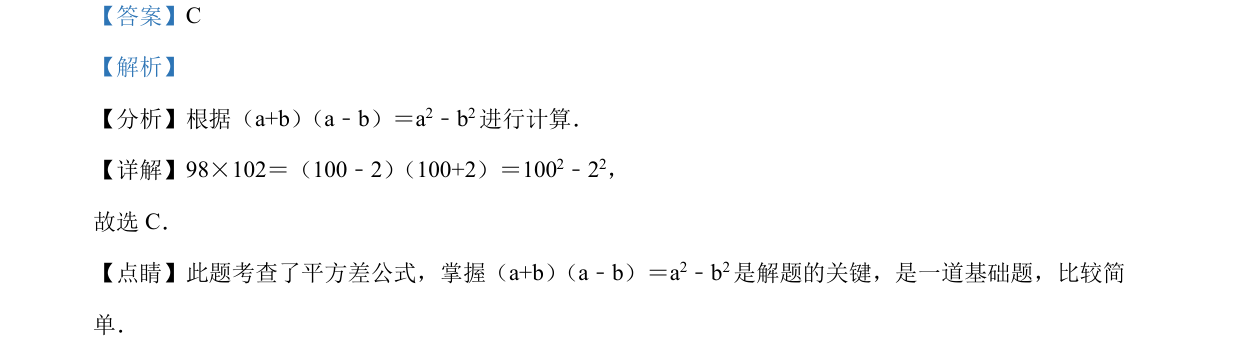 【答案】C
【解析】
【分析】根据（a+b）（a﹣b）＝a²﹣b²进行计算．
【详解】98×102＝（100﹣2）（100+2）＝100²﹣2²，
故选 C．
【点睛】此题考查了平方差公式，掌握（a+b）（a﹣b）＝a²﹣b²是解题的关键，是一道基础题，比较简
单．